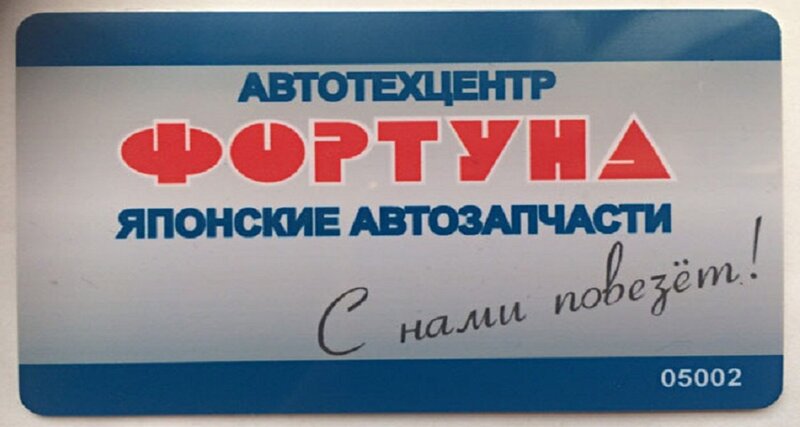 АВТОТЕХЦЕНТР
ФОРТУНА
ЯПОНСКИЕ АВТОЗАПЧАСТИ
С нами повезёт!
05002